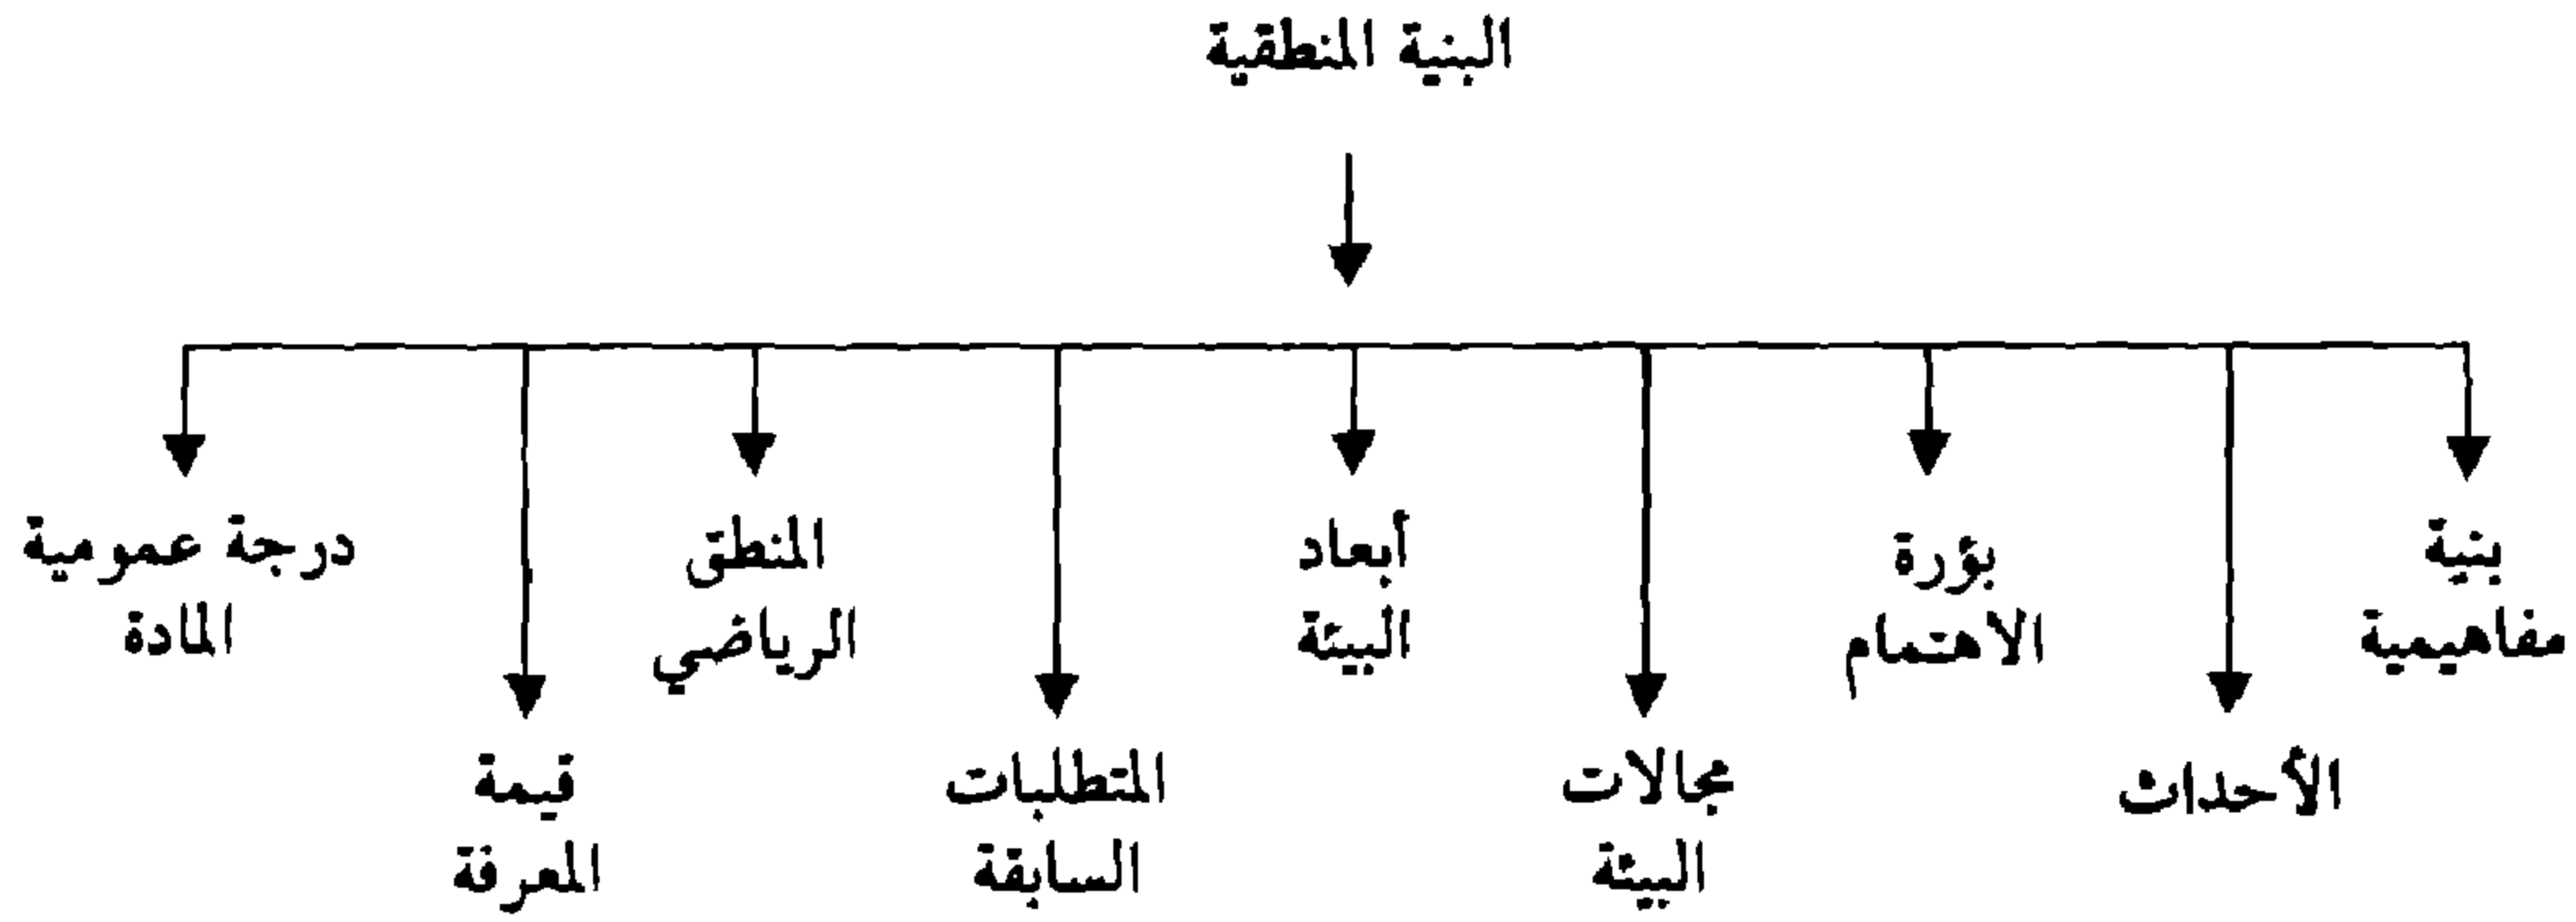 البنية المنطقية
بنية
مفاهيمية
الأحداث
بؤرة
الاهتمام
مجالات
البيئة
أبعاد
البيئة
المتطلبات
السابقة
المنطق
الرياضي
قيمة
المعرفة
درجة عمومية
المادة